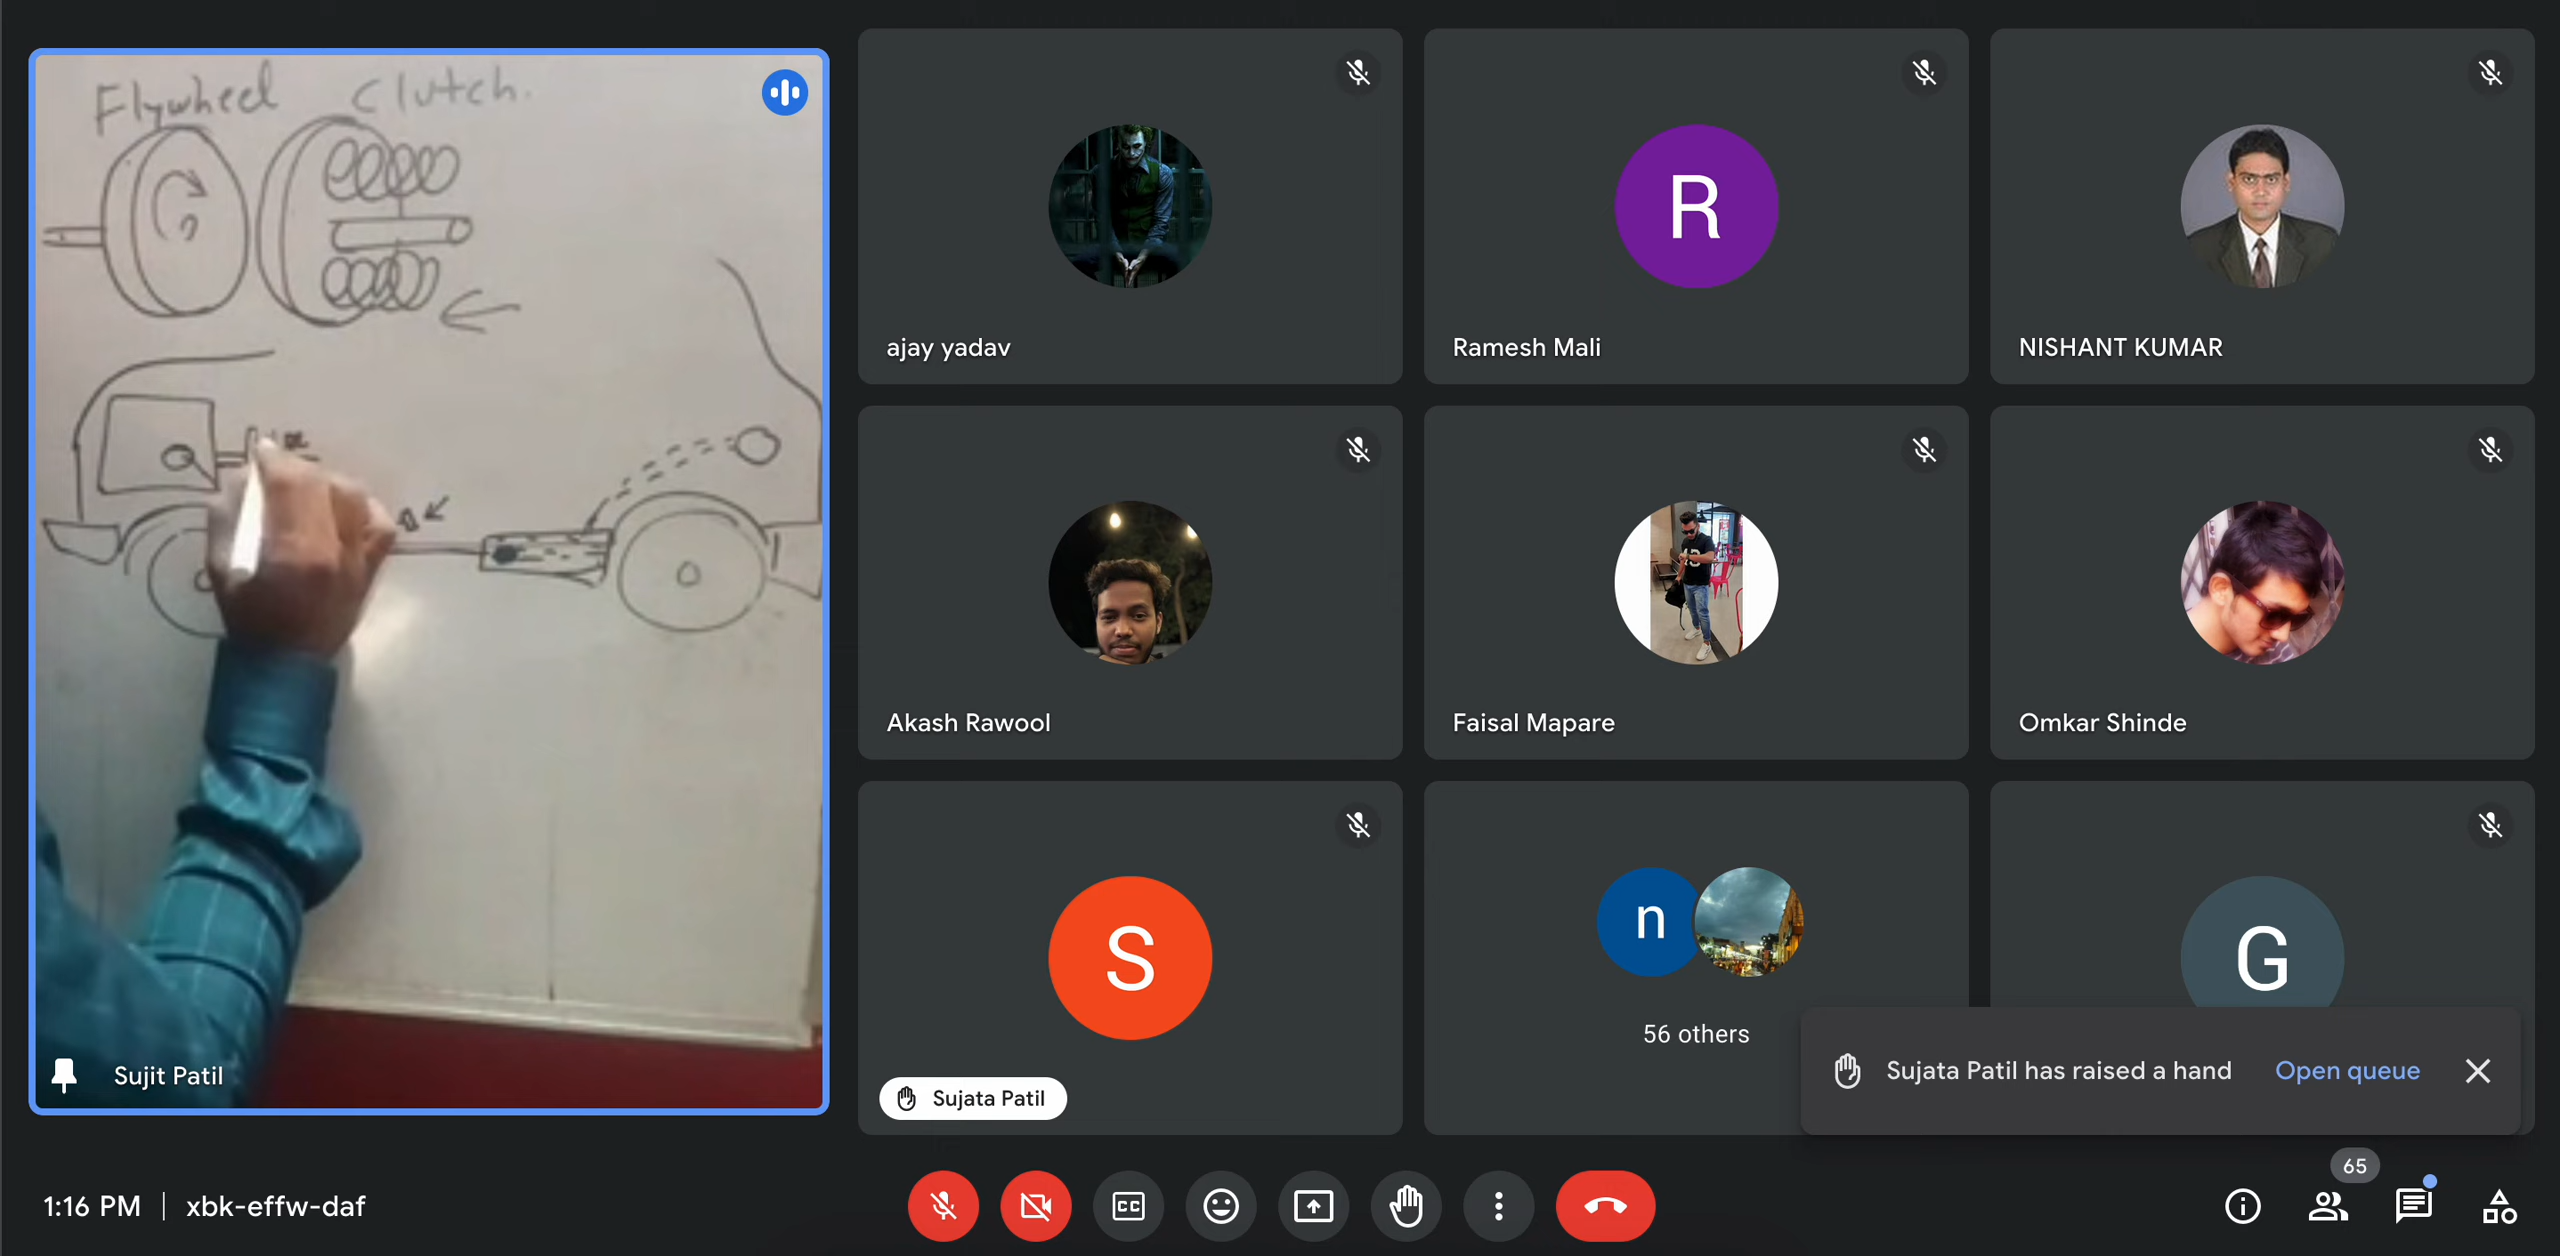 Flywheel Clutch.
Sujit Patil
ajay yadav
R
Ramesh Mali
NISHANT KUMAR
Akash Rawool
Faisal Mapare
Omkar Shinde
S
Sujata Patil
n
56 others
G
Sujata Patil has raised a hand Open queue
1:16 PM | xbk-effw-daf
CC
65